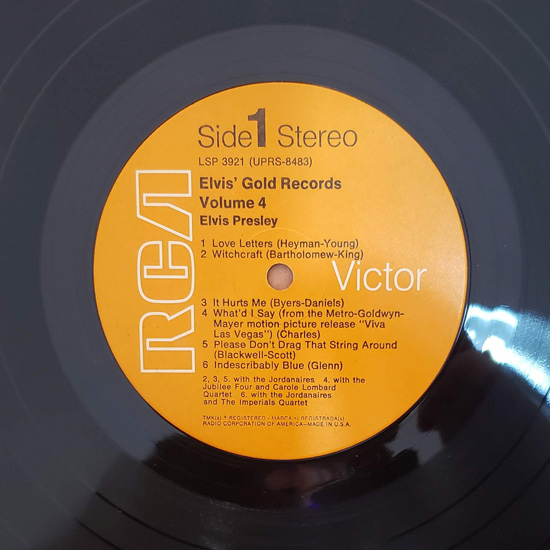 Side 1 Stereo
LSP 3921 (UPRS-8483)
Elvis' Gold Records
Volume 4
Elvis Presley
1 Love Letters (Heyman-Young)
2 Witchcraft (Bartholomew-King)
RCA
Victor
3 It Hurts Me (Byers-Daniels)
4 What'd I Say (from the Metro-Goldwyn-
Mayer motion picture release "Viva
Las Vegas") (Charles)
5 Please Don't Drag That String Around
(Blackwell-Scott)
6 Indescribably Blue (Glenn)
2, 3, 5, with the Jordanaires 4. with the
Jubilee Four and Carole Lombard
Quartet 6. with the Jordanaires
and The Imperials Quartet
TMK(s) ® REGISTERED • MARCA(s) REGISTRADA(s)
RADIO CORPORATION OF AMERICA—MADE IN U.S.A.